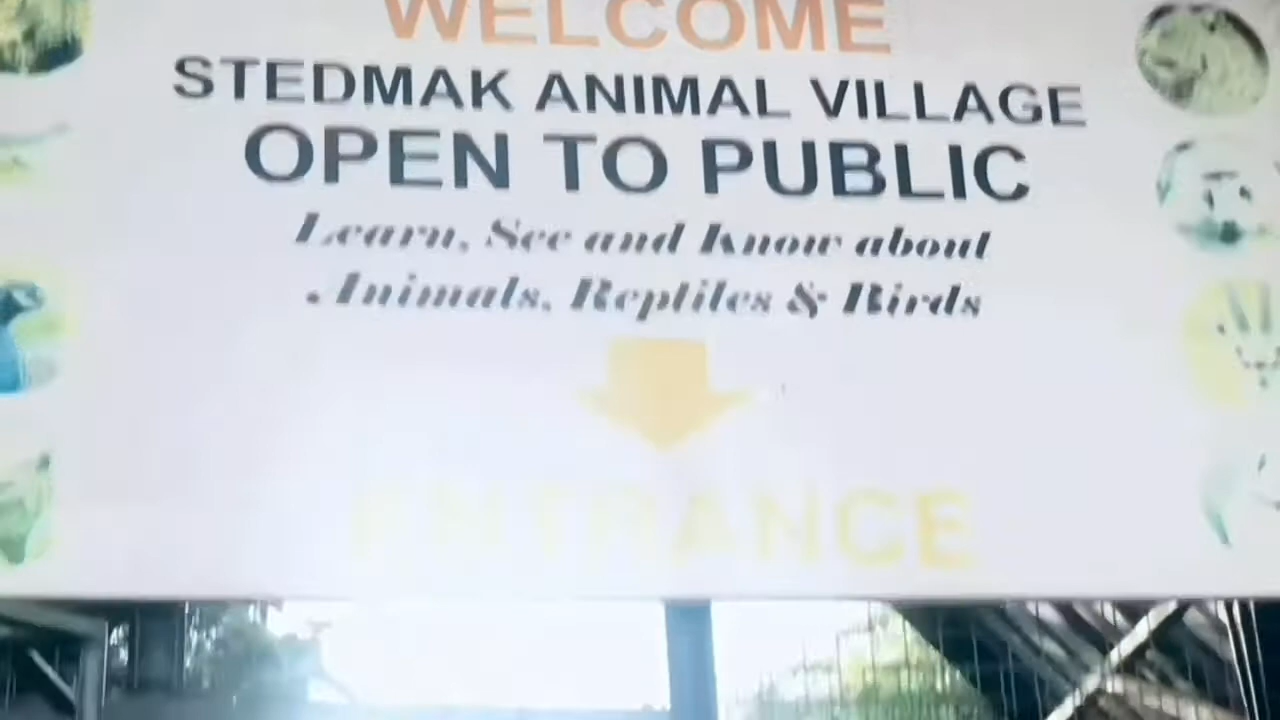 WELCOME
STEDMAK ANIMAL VILLAGE
OPEN TO PUBLIC
Learn, See and Know about
Animals, Reptiles & Birds
ENTRANCE